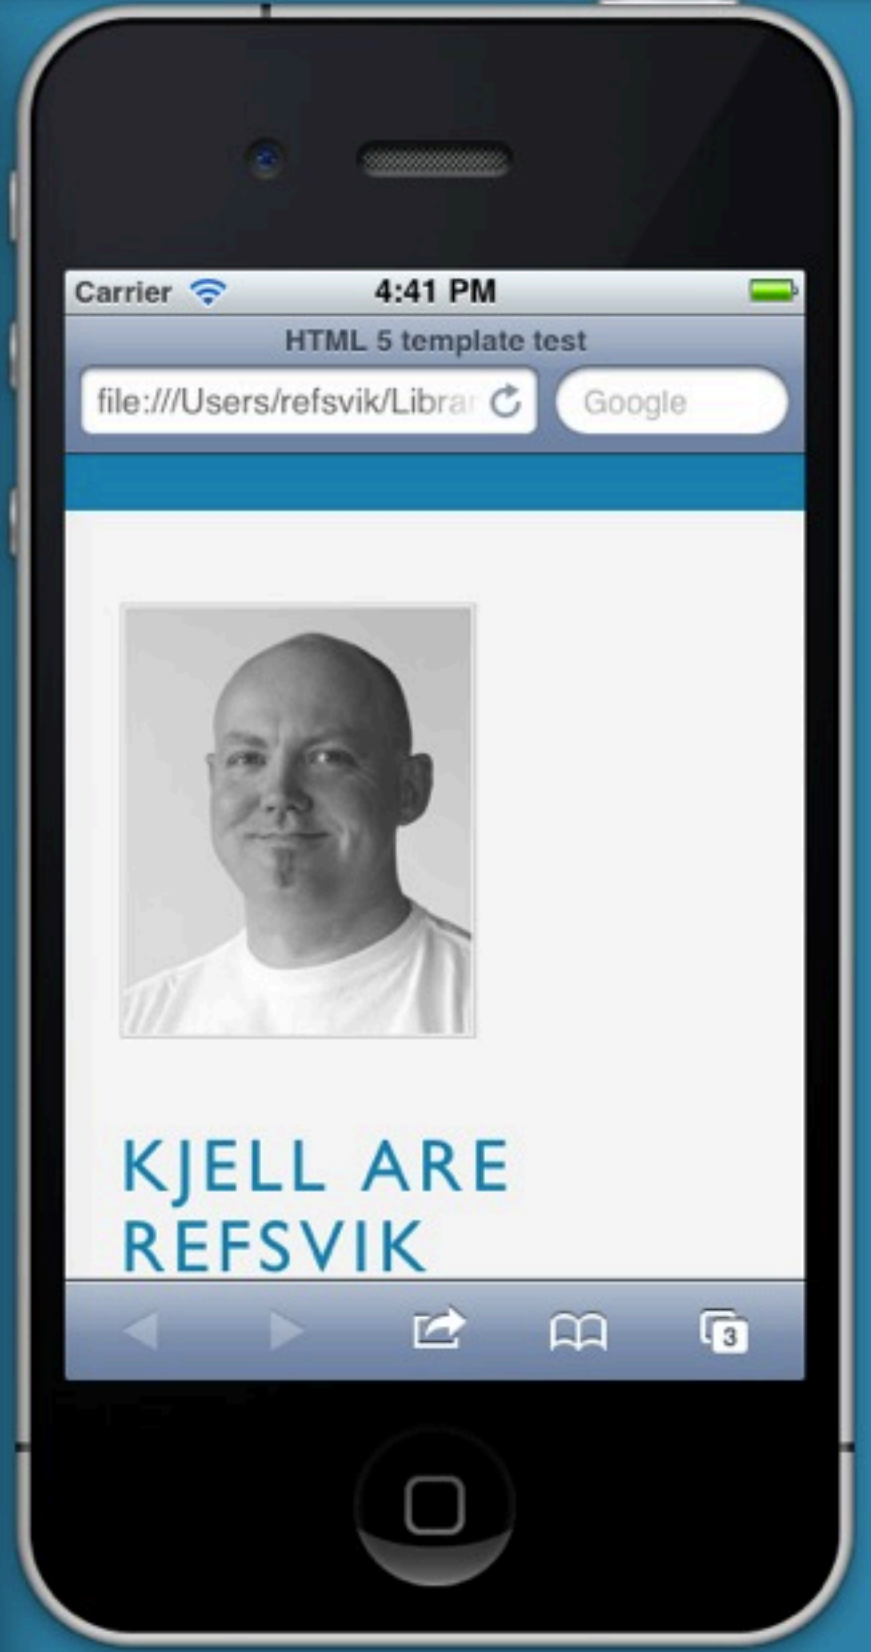 Carrier 4:41 PM
HTML 5 template test
file:///Users/refsvik/Librar Google
KJELL ARE
REFSVIK
3